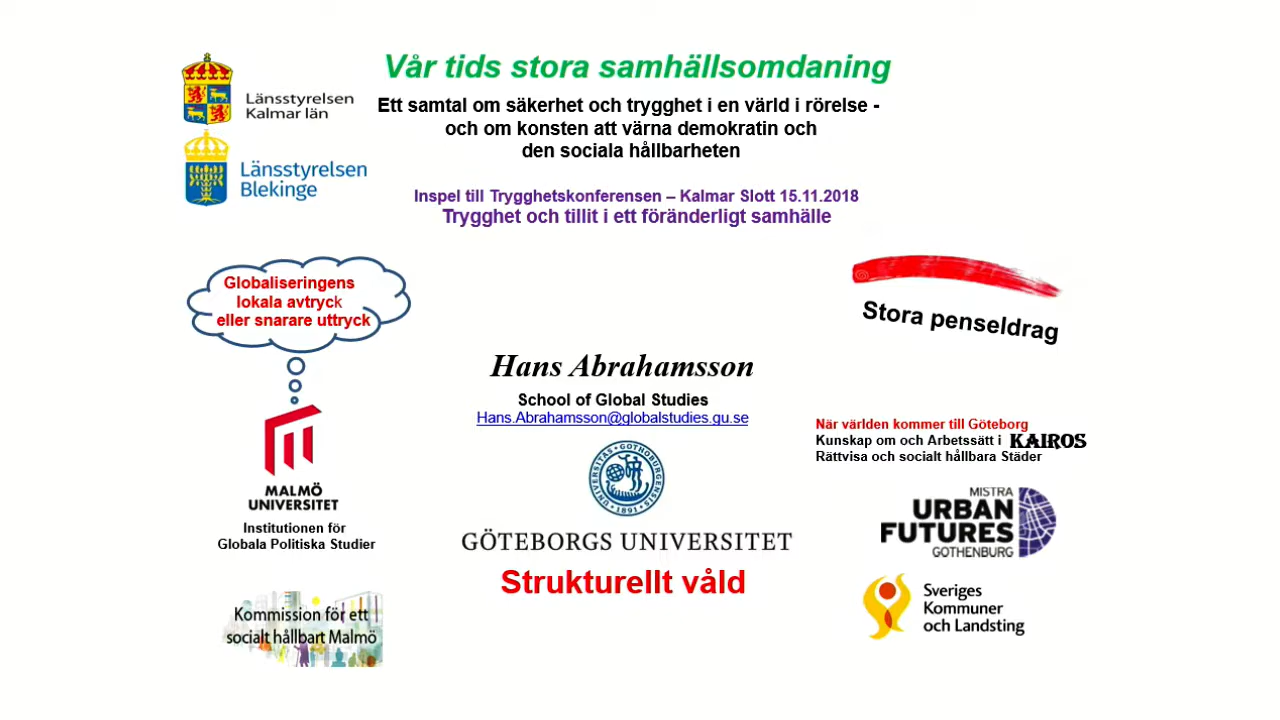 Vår tids stora samhällsomdaning
Länsstyrelsen
Kalmar län
Ett samtal om säkerhet och trygghet i en värld i rörelse -
och om konsten att värna demokratin och
den sociala hållbarheten
Länsstyrelsen
Blekinge
Inspel till Trygghetskonferensen – Kalmar Slott 15.11.2018
Trygghet och tillit i ett föränderligt samhälle
Globaliseringens
lokala avtryck
eller snarare uttryck
Stora penseldrag
Hans Abrahamsson
School of Global Studies
Hans.Abrahamsson@globalstudies.gu.se
När världen kommer till Göteborg
Kunskap om och Arbetssätt i KAIROS
Rättvisa och socialt hållbara Städer
MALMÖ
UNIVERSITET
Institutionen för
Globala Politiska Studier
UNIVERSITAS GOTHOBURGENSIS
1891
GÖTEBORGS UNIVERSITET
MISTRA
URBAN
FUTURES
GOTHENBURG
Strukturellt våld
Kommission för ett
socialt hållbart Malmö
Sveriges
Kommuner
och Landsting